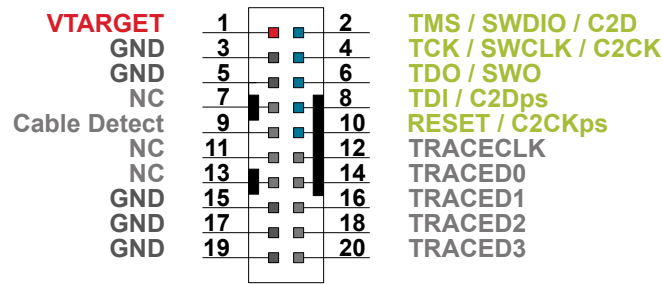 VTARGET 1 2 TMS / SWDIO / C2D
GND 3 4 TCK / SWCLK / C2CK
GND 5 6 TDO / SWO
NC 7 8 TDI / C2Dps
Cable Detect 9 10 RESET / C2CKps
NC 11 12 TRACECLK
NC 13 14 TRACED0
GND 15 16 TRACED1
GND 17 18 TRACED2
GND 19 20 TRACED3